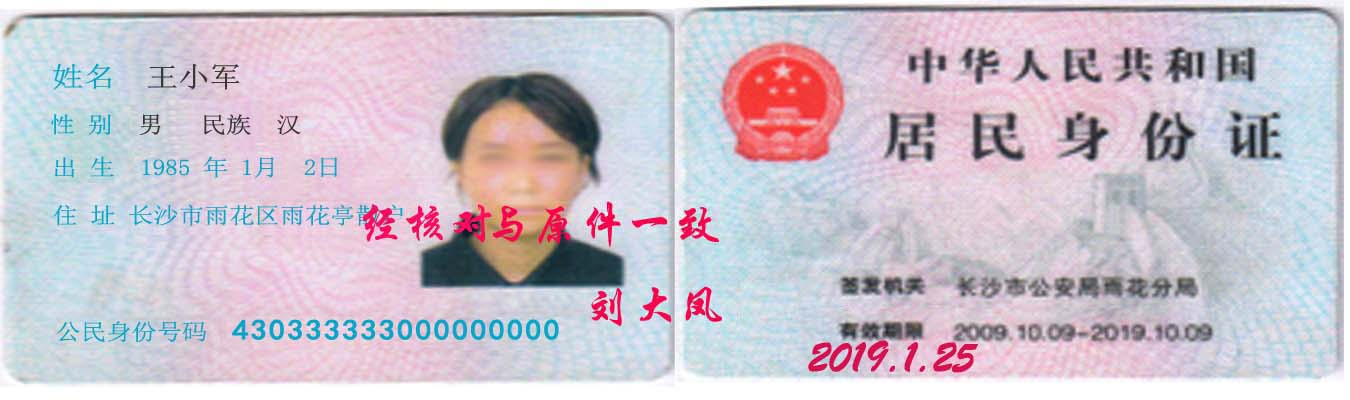 姓名 王小军
性别 男 民族 汉
出生 1985 年 1月 2日
住址 长沙市雨花区雨花亭散户
经核对与原件一致
刘大凤
公民身份号码 430333333000000000
中华人民共和国
居民身份证
签发机关 长沙市公安局雨花分局
有效期限 2009.10.09-2019.10.09
2019.1.25